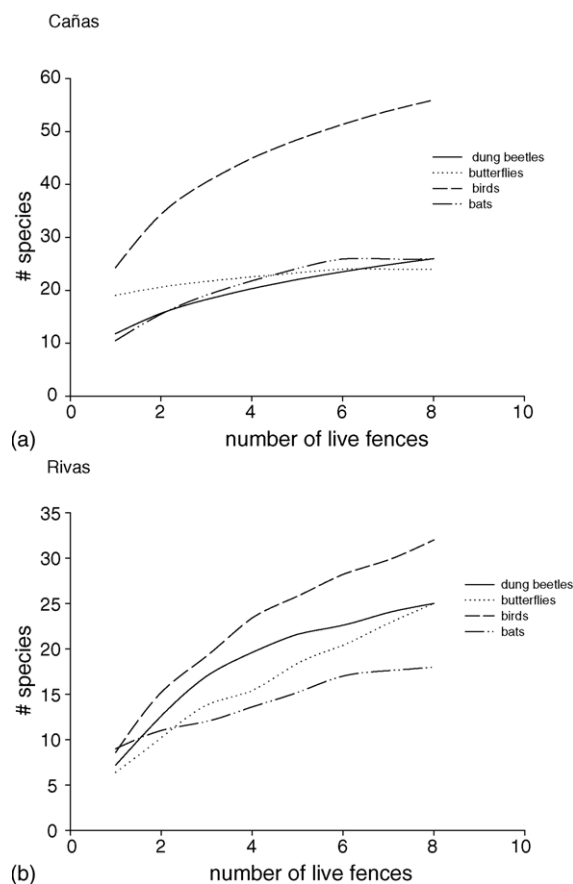 Cañas
60
50
40
30
20
10
0
# species
dung beetles
butterflies
birds
bats
0 2 4 6 8 10
number of live fences
(a)
Rivas
35
30
25
20
15
10
5
0
# species
dung beetles
butterflies
birds
bats
0 2 4 6 8 10
number of live fences
(b)